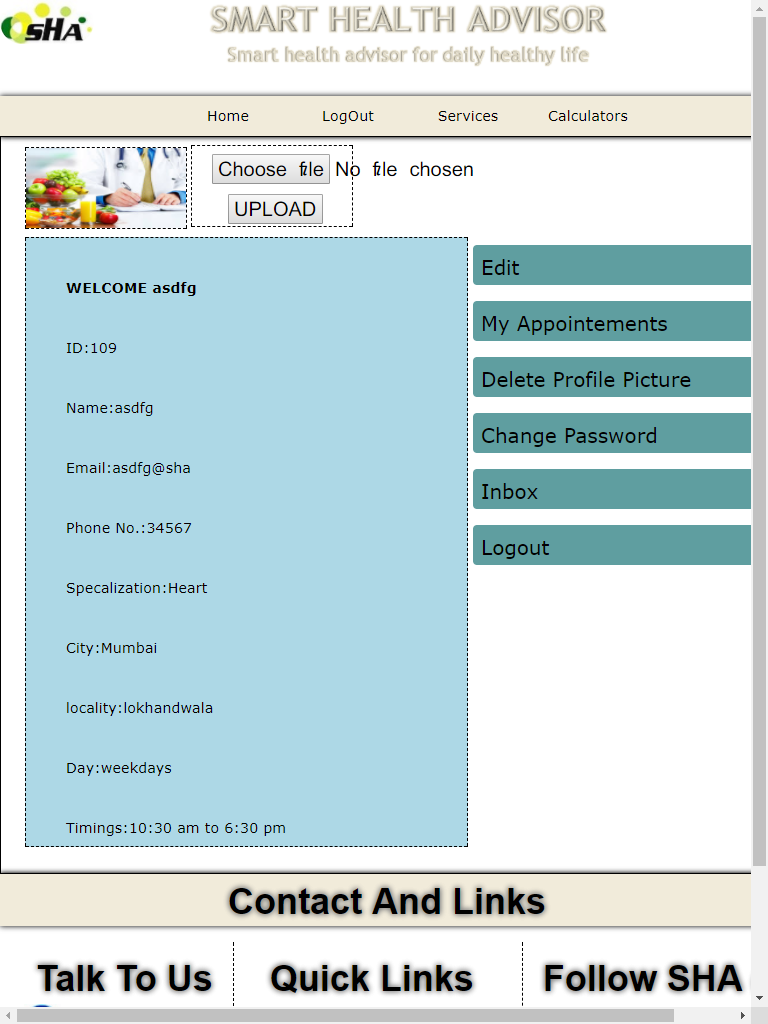 SHA
SMART HEALTH ADVISOR
Smart health advisor for daily healthy life
Home LogOut Services Calculators
Choose file No file chosen
UPLOAD
WELCOME asdfg
ID:109
Name:asdfg
Email:asdfg@sha
Phone No.:34567
Specalization:Heart
City:Mumbai
locality:lokhandwala
Day:weekdays
Timings:10:30 am to 6:30 pm
Edit
My Appointements
Delete Profile Picture
Change Password
Inbox
Logout
Contact And Links
Talk To Us Quick Links Follow SHA